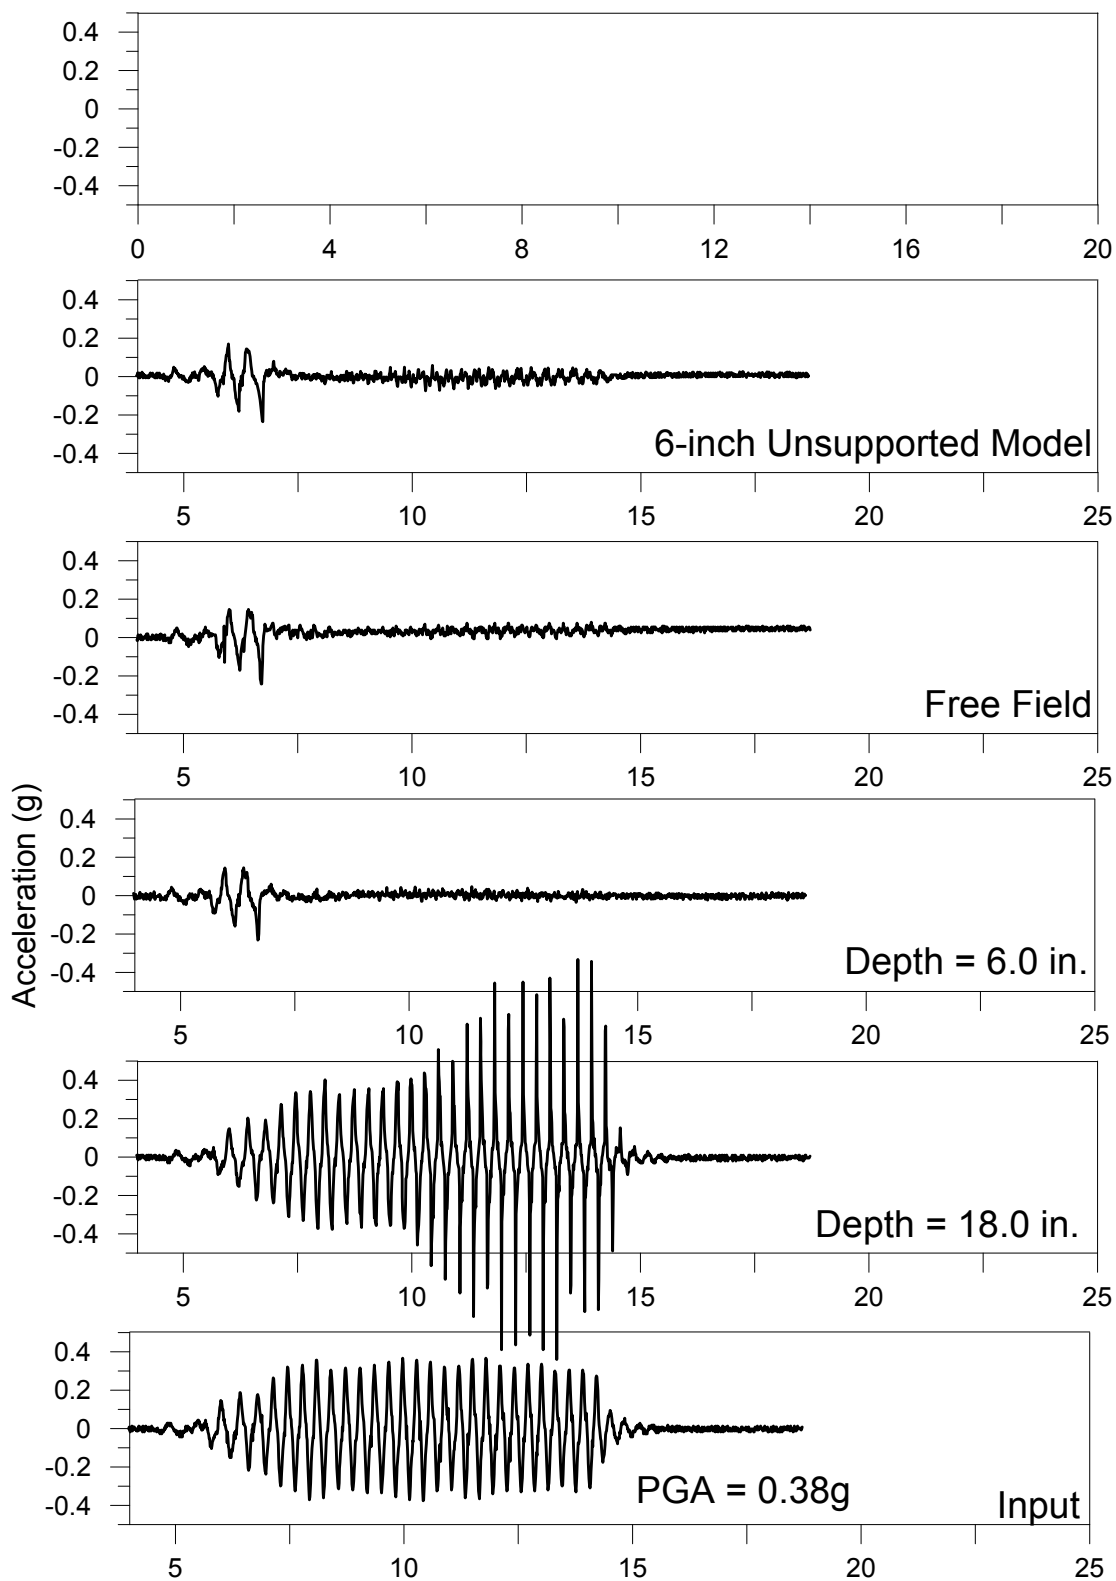 0.4
0.2
0
-0.2
-0.4
0 4 8 12 16 20
0.4
0.2
0
-0.2
-0.4
6-inch Unsupported Model
5 10 15 20 25
0.4
0.2
0
-0.2
-0.4
Free Field
5 10 15 20 25
Acceleration (g)
0.4
0.2
0
-0.2
-0.4
Depth = 6.0 in.
5 10 15 20 25
0.4
0.2
0
-0.2
-0.4
Depth = 18.0 in.
5 10 15 20 25
0.4
0.2
0
-0.2
-0.4
PGA = 0.38g
Input
5 10 15 20 25